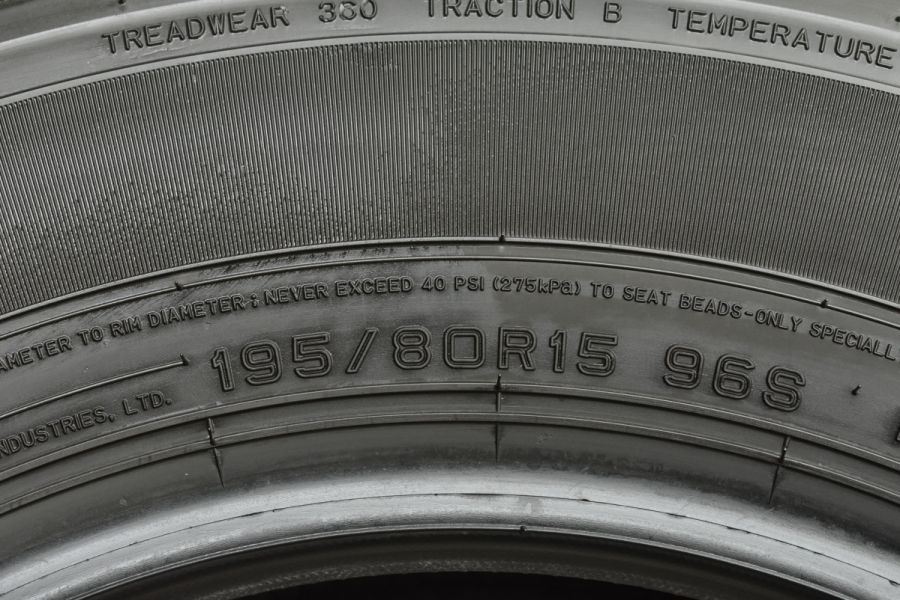 TREADWEAR 360 TRACTION B TEMPERATURE
AMETER TO RIM DIAMETER; NEVER EXCEED 40 PSI (275kPa) TO SEAT BEADS-ONLY SPECIALL
195/80R15 96S
NDUSTRIES, LTD.